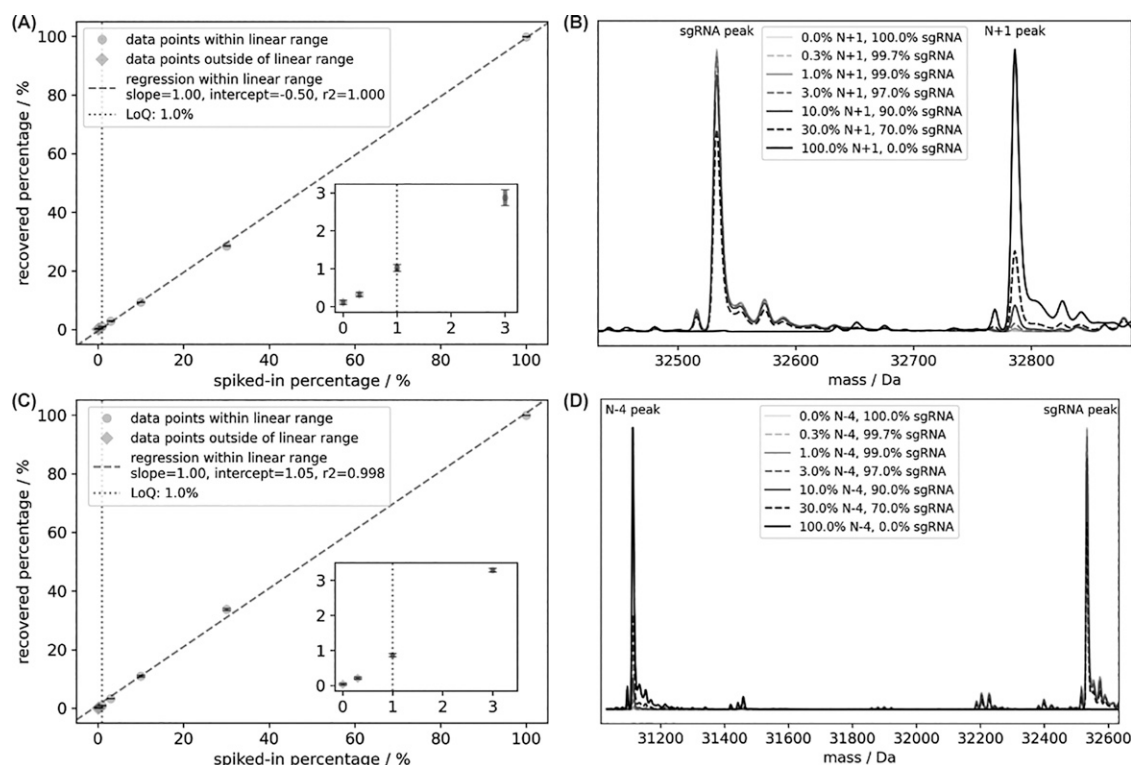 (A)
100
80
60
40
20
0
recovered percentage / %
data points within linear range
data points outside of linear range
regression within linear range
slope=1.00, intercept=-0.50, r2=1.000
LoQ: 1.0%
3
2
1
0
0 1 2 3
0 20 40 60 80 100
spiked-in percentage / %
(B)
sgRNA peak
N+1 peak
0.0% N+1, 100.0% sgRNA
0.3% N+1, 99.7% sgRNA
1.0% N+1, 99.0% sgRNA
3.0% N+1, 97.0% sgRNA
10.0% N+1, 90.0% sgRNA
30.0% N+1, 70.0% sgRNA
100.0% N+1, 0.0% sgRNA
32500 32600 32700 32800
mass / Da
(C)
100
80
60
40
20
0
recovered percentage / %
data points within linear range
data points outside of linear range
regression within linear range
slope=1.00, intercept=1.05, r2=0.998
LoQ: 1.0%
3
2
1
0
0 1 2 3
0 20 40 60 80 100
spiked-in percentage / %
(D)
N-4 peak
sgRNA peak
0.0% N-4, 100.0% sgRNA
0.3% N-4, 99.7% sgRNA
1.0% N-4, 99.0% sgRNA
3.0% N-4, 97.0% sgRNA
10.0% N-4, 90.0% sgRNA
30.0% N-4, 70.0% sgRNA
100.0% N-4, 0.0% sgRNA
31200 31400 31600 31800 32000 32200 32400 32600
mass / Da